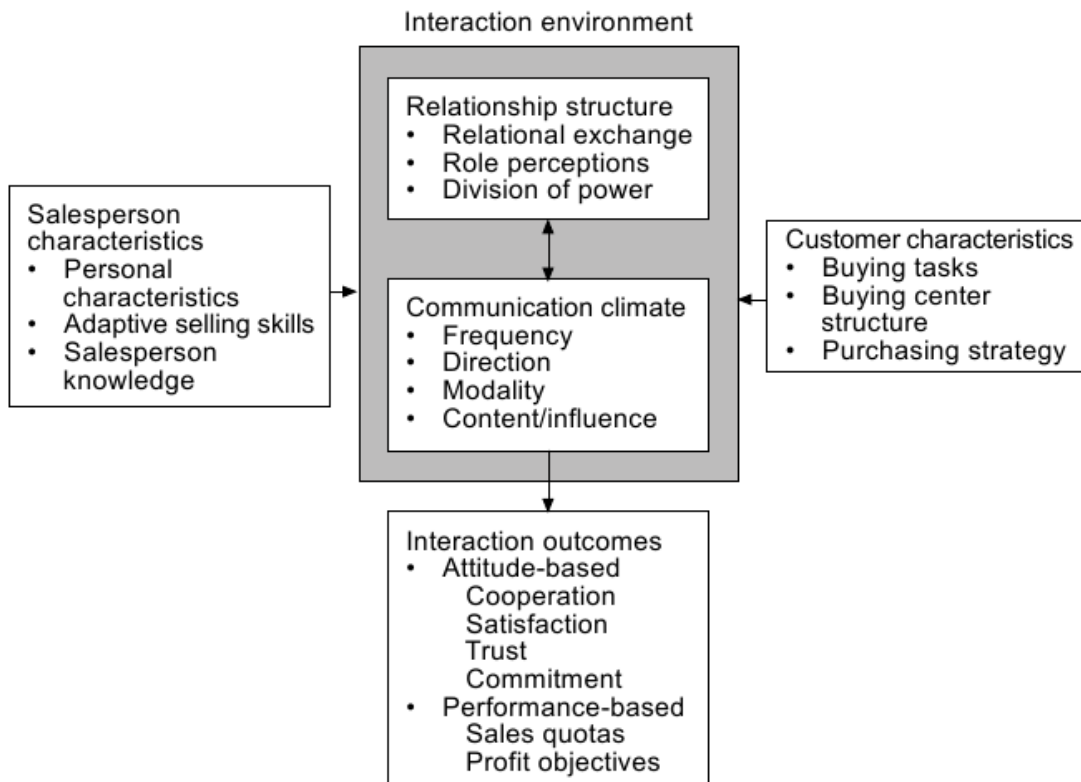 Interaction environment
Relationship structure
• Relational exchange
• Role perceptions
• Division of power
Salesperson
characteristics
• Personal
characteristics
• Adaptive selling skills
• Salesperson
knowledge
Communication climate
• Frequency
• Direction
• Modality
• Content/influence
Customer characteristics
• Buying tasks
• Buying center
structure
• Purchasing strategy
Interaction outcomes
• Attitude-based
Cooperation
Satisfaction
Trust
Commitment
• Performance-based
Sales quotas
Profit objectives